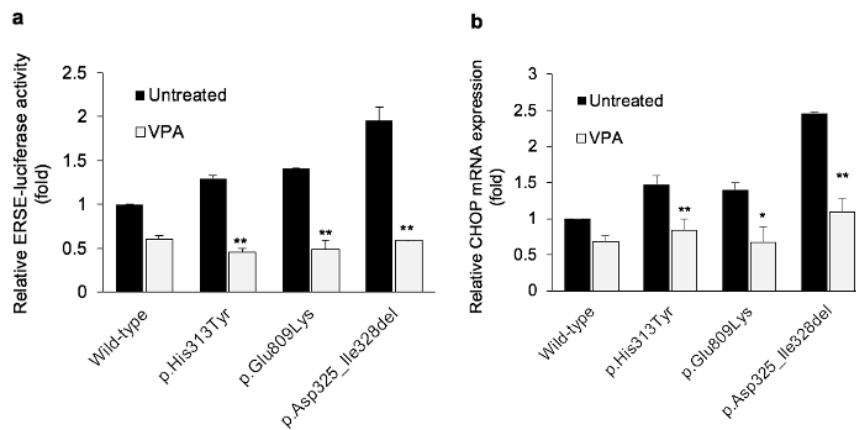 a
Relative ERSE-luciferase activity
(fold)
2.5
2
1.5
1
0.5
0
Untreated
VPA
**
**
**
Wild-type
p.His313Tyr
p.Glu809Lys
p.Asp325_Ile328del
b
Relative CHOP mRNA expression
(fold)
3
2.5
2
1.5
1
0.5
0
Untreated
VPA
**
*
**
Wild-type
p.His313Tyr
p.Glu809Lys
p.Asp325_Ile328del